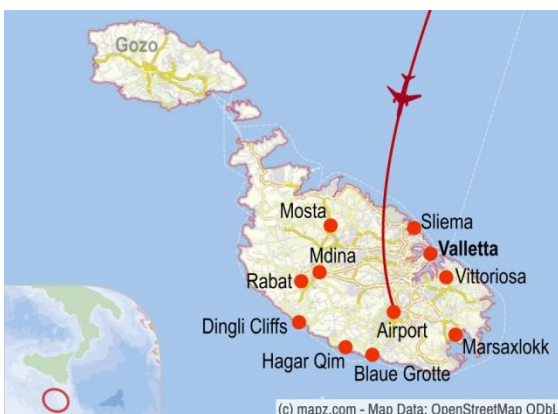 Gozo
Mosta
Sliema
Valletta
Mdina
Vittoriosa
Rabat
Dingli Cliffs
Airport
Marsaxlokk
Hagar Qim
Blaue Grotte
(c) mapz.com - Map Data: OpenStreetMap ODbL